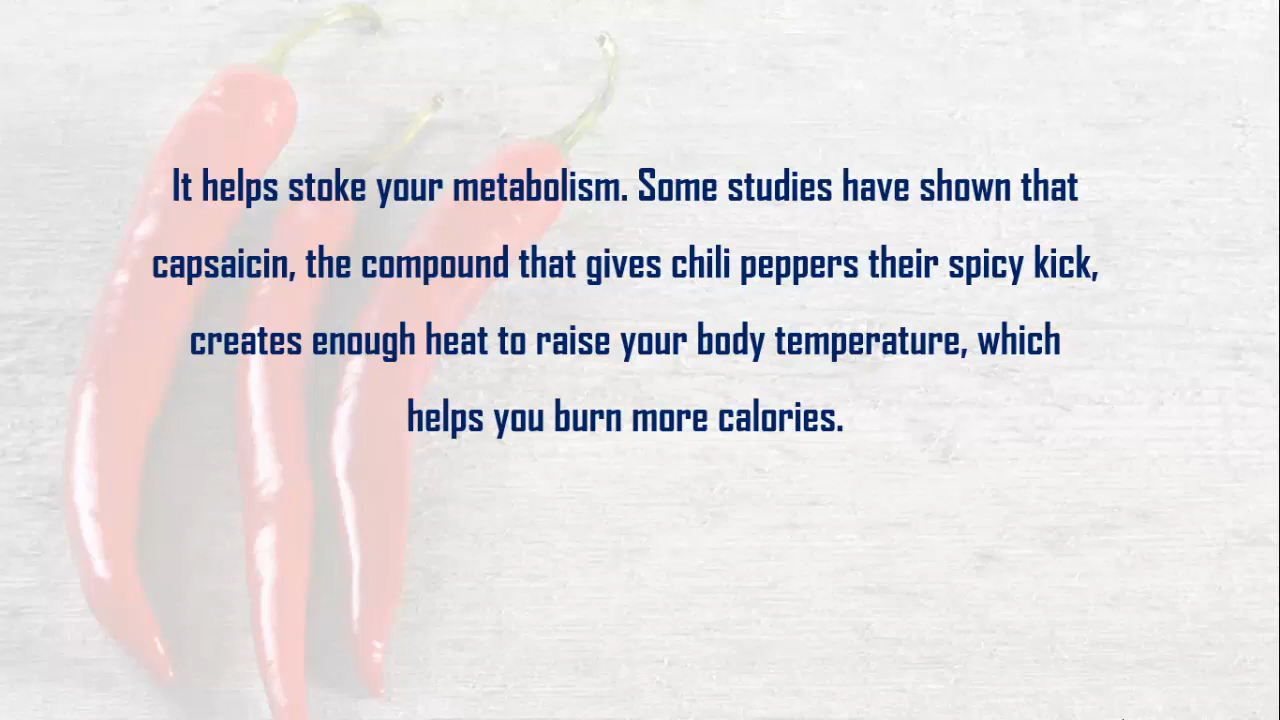 It helps stoke your metabolism. Some studies have shown that
capsaicin, the compound that gives chili peppers their spicy kick,
creates enough heat to raise your body temperature, which
helps you burn more calories.